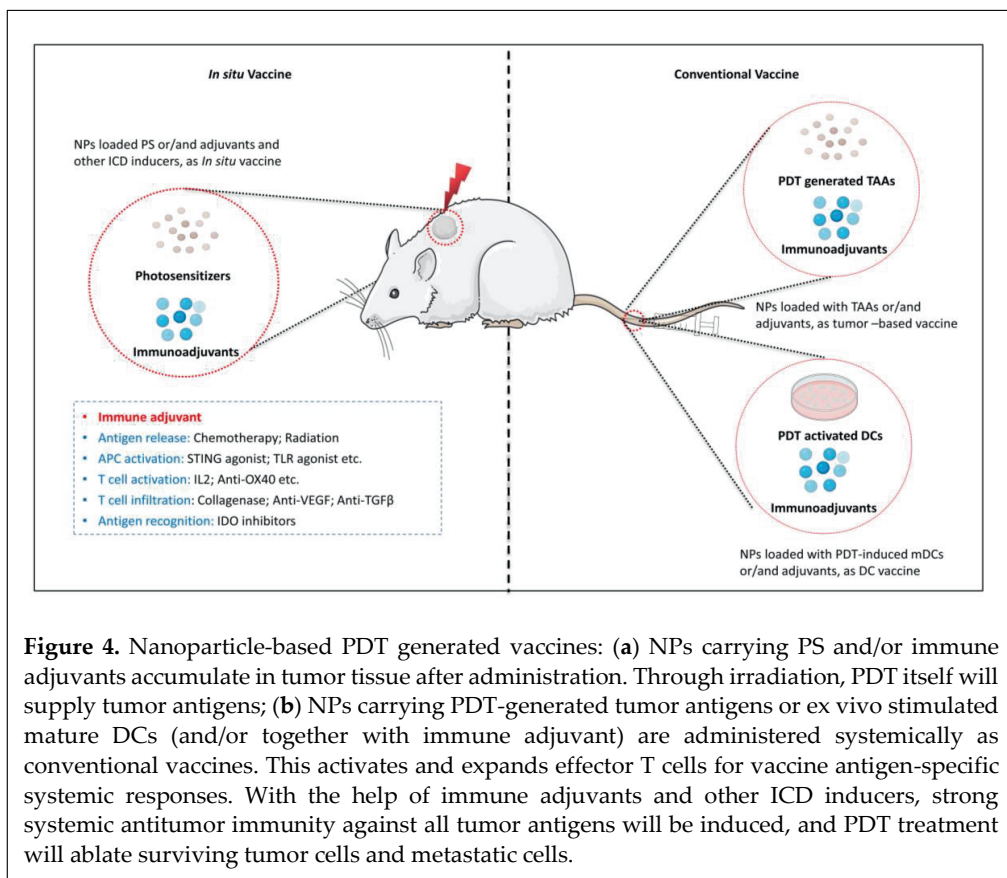 In situ Vaccine
Conventional Vaccine
NPs loaded PS or/and adjuvants and
other ICD inducers, as In situ vaccine
Photosensitizers
Immunoadjuvants
PDT generated TAAs
Immunoadjuvants
NPs loaded with TAAs or/and
adjuvants, as tumor –based vaccine
PDT activated DCs
Immunoadjuvants
NPs loaded with PDT-induced mDCs
or/and adjuvants, as DC vaccine
• Immune adjuvant
• Antigen release: Chemotherapy; Radiation
• APC activation: STING agonist; TLR agonist etc.
• T cell activation: IL2; Anti-OX40 etc.
• T cell infiltration: Collagenase; Anti-VEGF; Anti-TGFβ
• Antigen recognition: IDO inhibitors
Figure 4. Nanoparticle-based PDT generated vaccines: (a) NPs carrying PS and/or immune
adjuvants accumulate in tumor tissue after administration. Through irradiation, PDT itself will
supply tumor antigens; (b) NPs carrying PDT-generated tumor antigens or ex vivo stimulated
mature DCs (and/or together with immune adjuvant) are administered systemically as
conventional vaccines. This activates and expands effector T cells for vaccine antigen-specific
systemic responses. With the help of immune adjuvants and other ICD inducers, strong
systemic antitumor immunity against all tumor antigens will be induced, and PDT treatment
will ablate surviving tumor cells and metastatic cells.